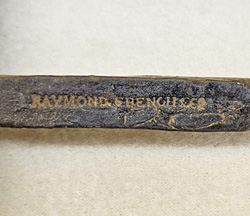 RAYMOND, FRENCH & Co